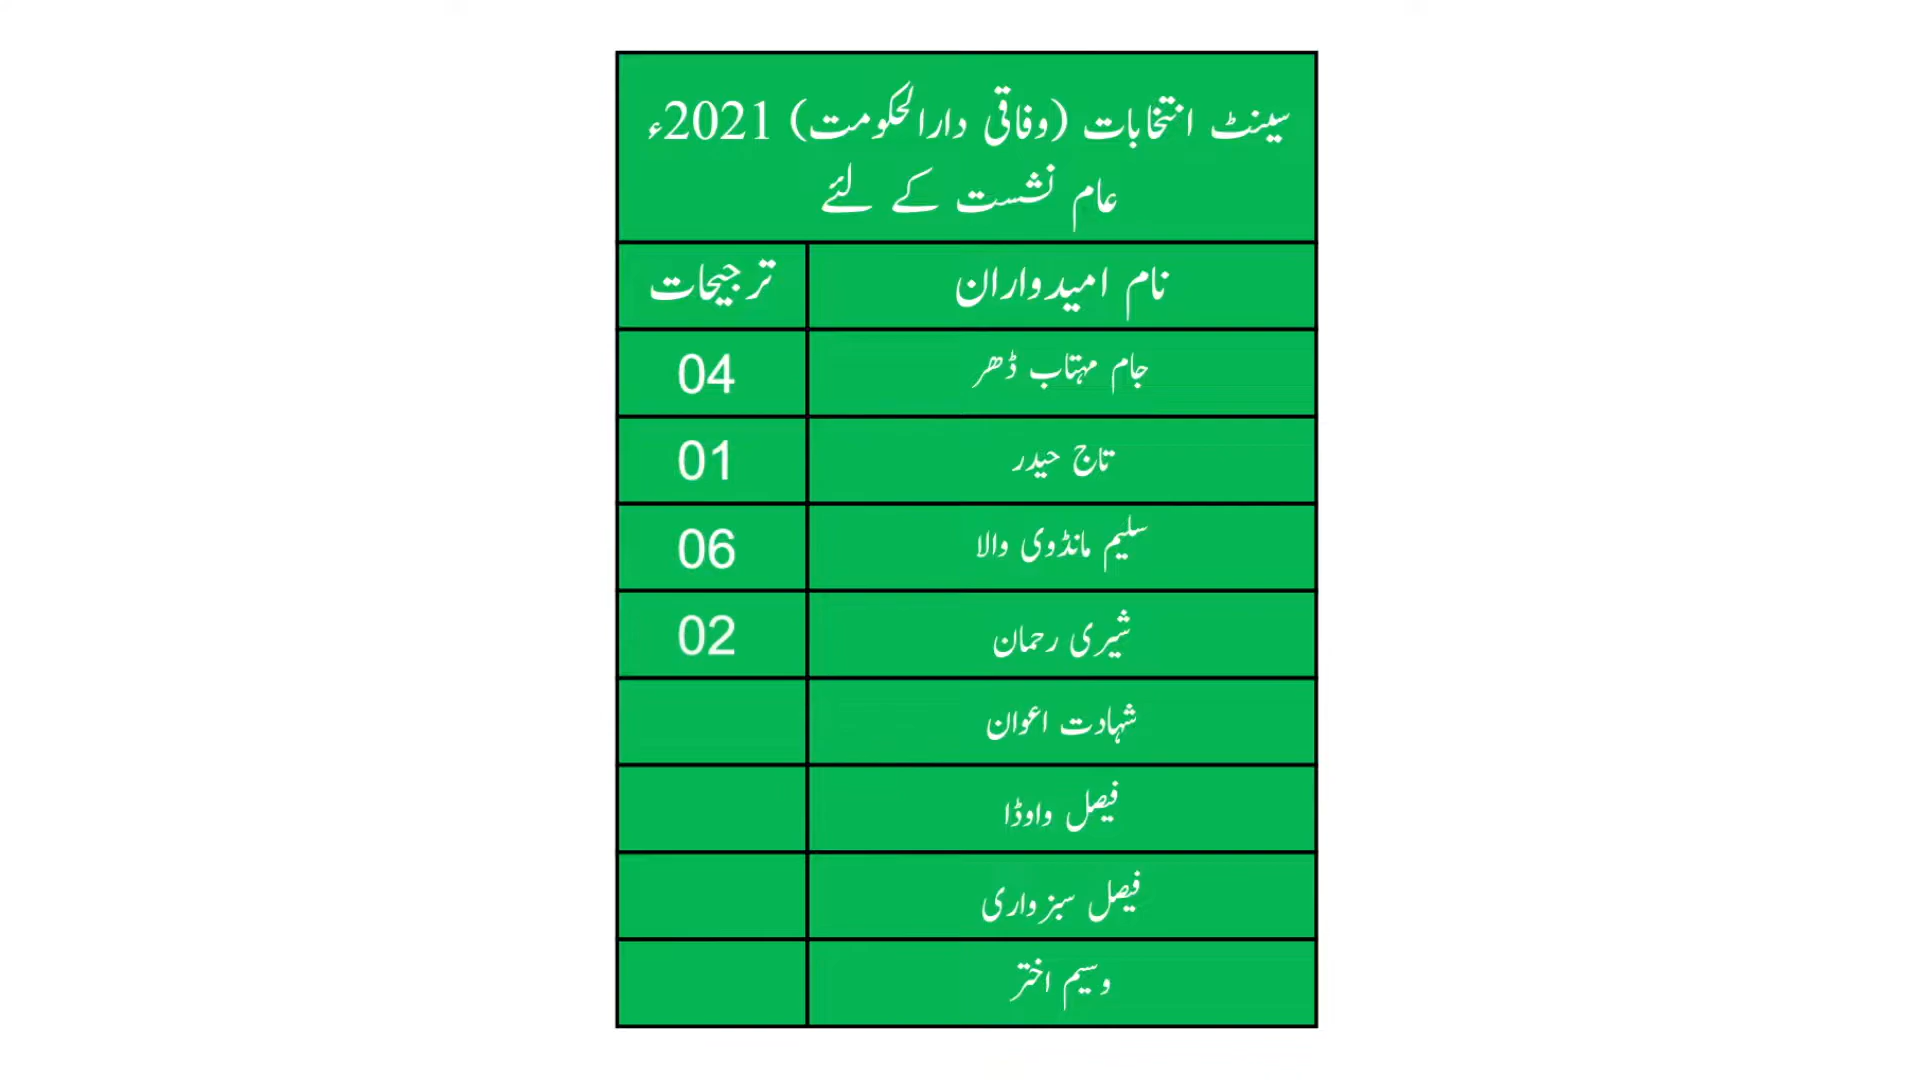 سینٹ انتخابات (وفاقی دارالحکومت) 2021ء
عام نشست کے لئے
نام امیدواران ترجیحات
جام مہتاب ڈھر 04
تاج حیدر 01
سلیم مانڈوی والا 06
شیری رحمان 02
شہادت اعوان
فیصل واوڈا
فیصل سبزواری
وسیم اختر